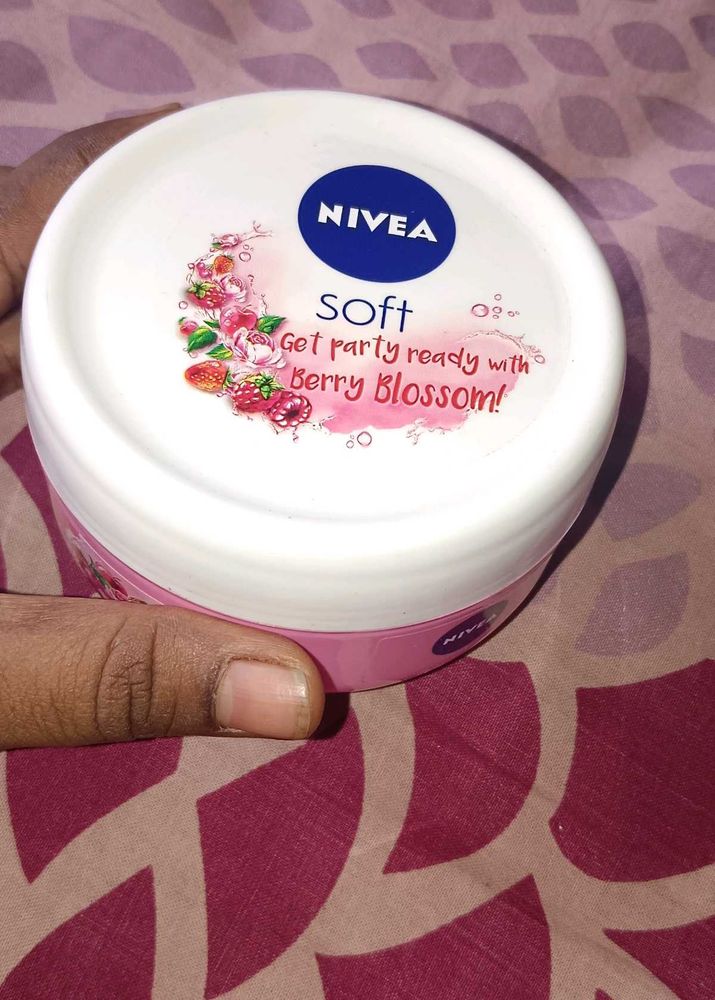 NIVEA
soft
Get party ready with
Berry Blossom!
NIVEA